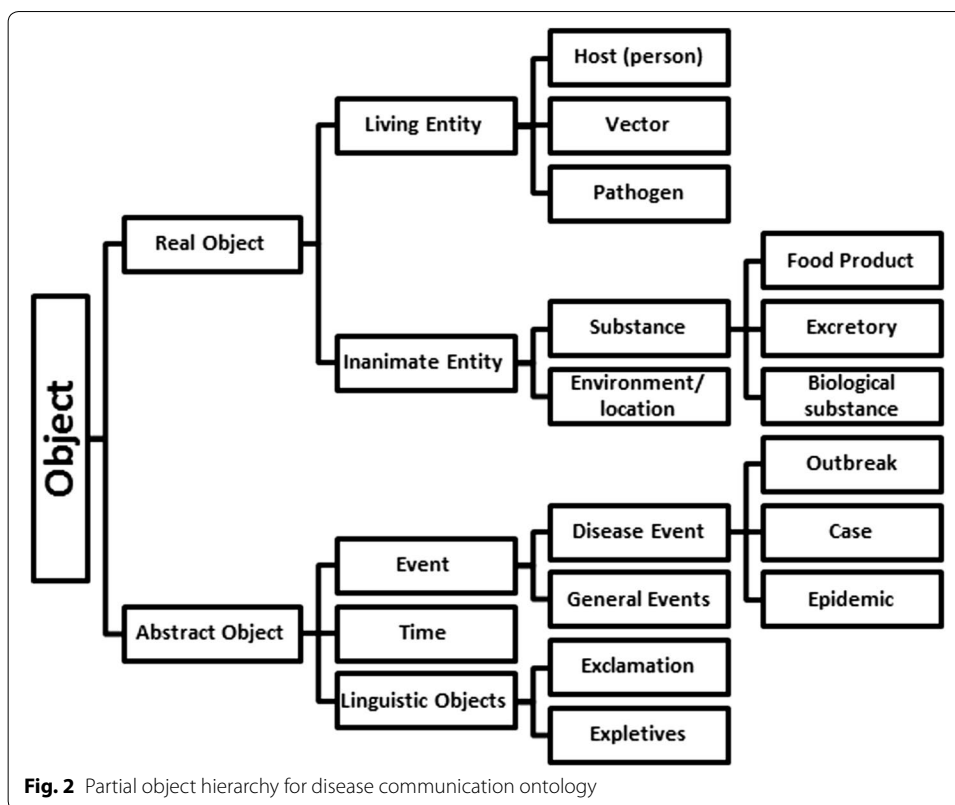 Host (person)
Living Entity
Vector
Pathogen
Real Object
Food Product
Substance
Excretory
Inanimate Entity
Environment/
location
Biological
substance
Object
Outbreak
Disease Event
Case
Event
General Events
Epidemic
Abstract Object
Time
Exclamation
Linguistic Objects
Expletives
Fig. 2 Partial object hierarchy for disease communication ontology